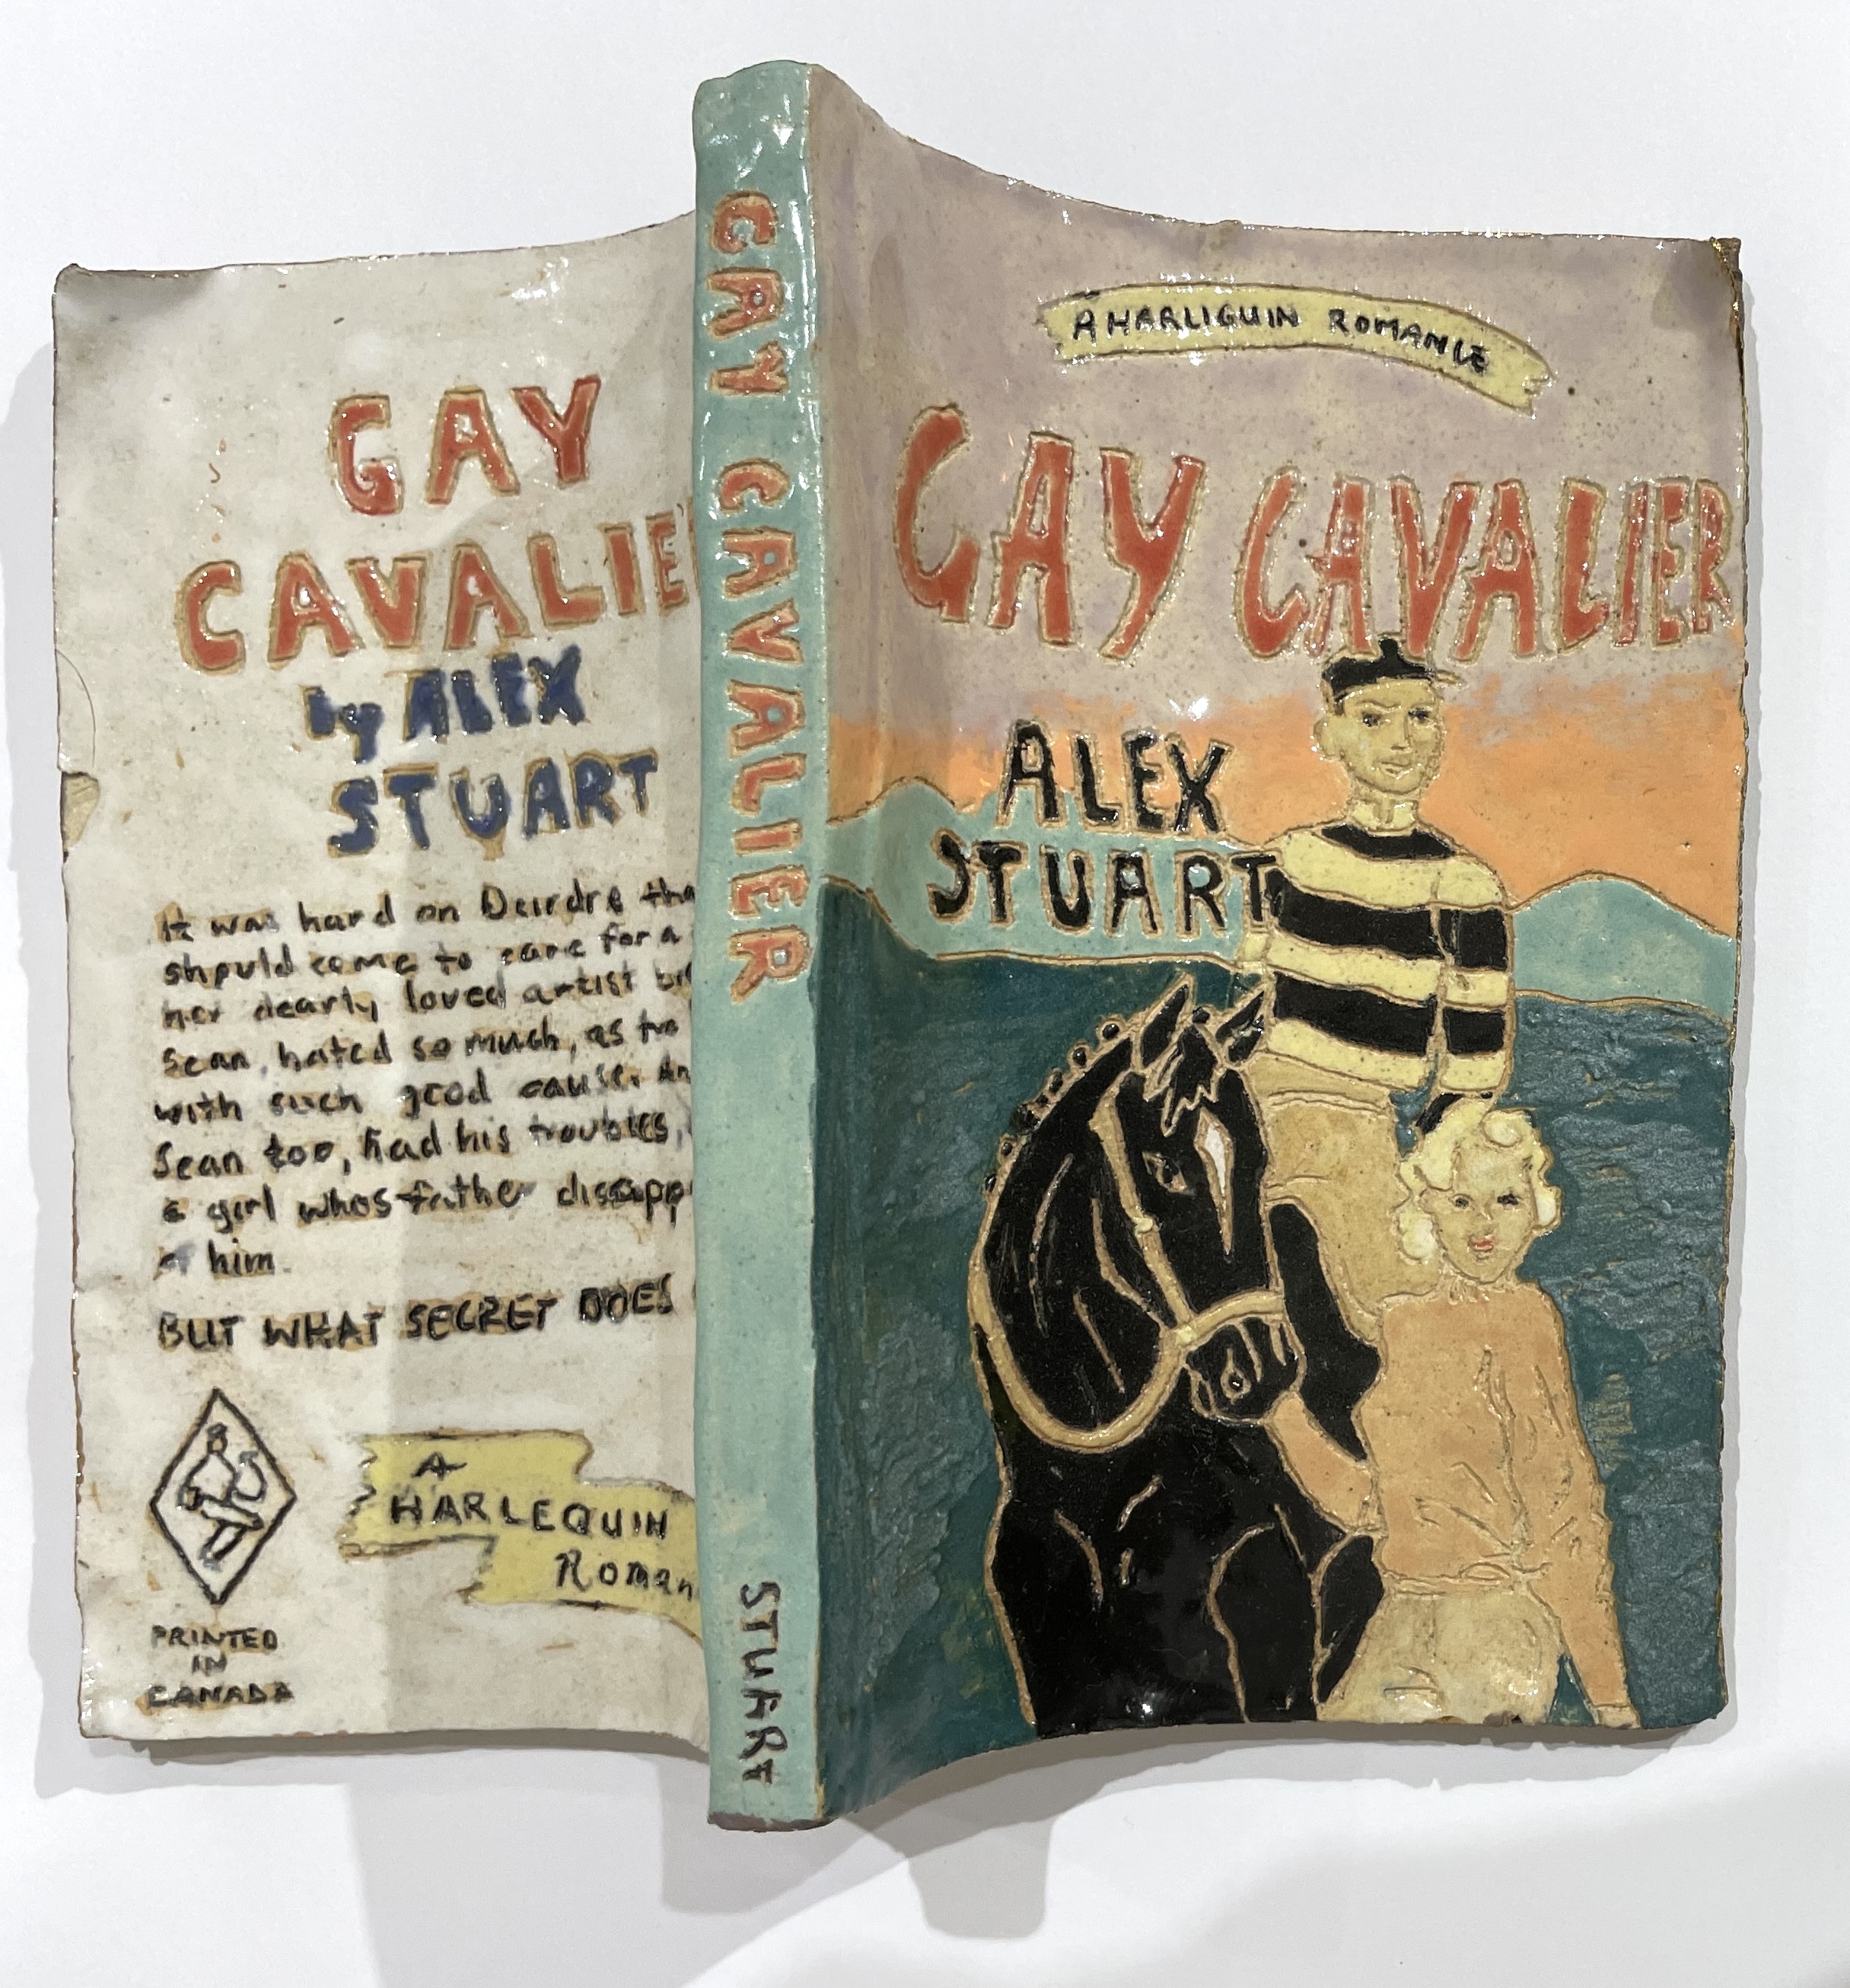 GAY
CAVALIE
by ALEX
STUART
It was hard on Deirdre tha
should come to care for a
her dearly loved artist br
Sean, hated so much, as too
with such good cause. An
Sean too, had his troubles,
a girl whos father disapp
of him.
BUT WHAT SECRET DOES
A
HARLEQUIN
Roman
PRINTED
IN
CANADA
GAY CAVALIER
STUART
A HARLIQUIN ROMANCE
GAY CAVALIER
ALEX
STUART